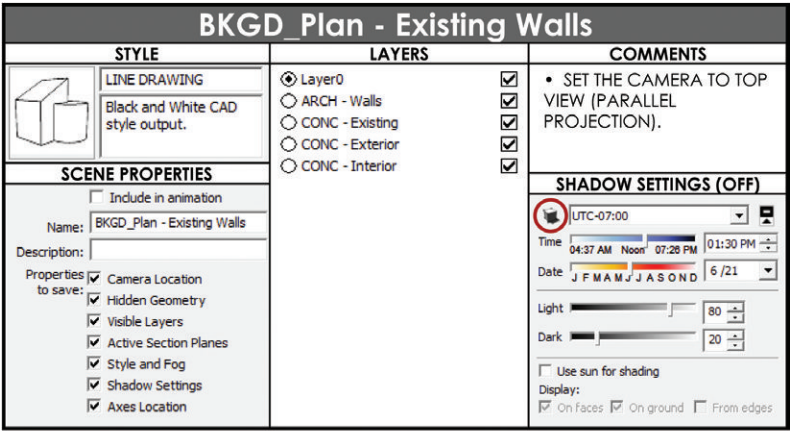 BKGD_Plan - Existing Walls
STYLE
LINE DRAWING
Black and White CAD
style output.
SCENE PROPERTIES
Include in animation
Name: BKGD_Plan - Existing Walls
Description:
Properties to save:
Camera Location
Hidden Geometry
Visible Layers
Active Section Planes
Style and Fog
Shadow Settings
Axes Location
LAYERS
Layer0
ARCH - Walls
CONC - Existing
CONC - Exterior
CONC - Interior
COMMENTS
• SET THE CAMERA TO TOP
VIEW (PARALLEL
PROJECTION).
SHADOW SETTINGS (OFF)
UTC-07:00
Time 04:37 AM Noon 07:26 PM 01:30 PM
Date J F M A M J J A S O N D 6 /21
Light 80
Dark 20
Use sun for shading
Display:
On faces On ground From edges